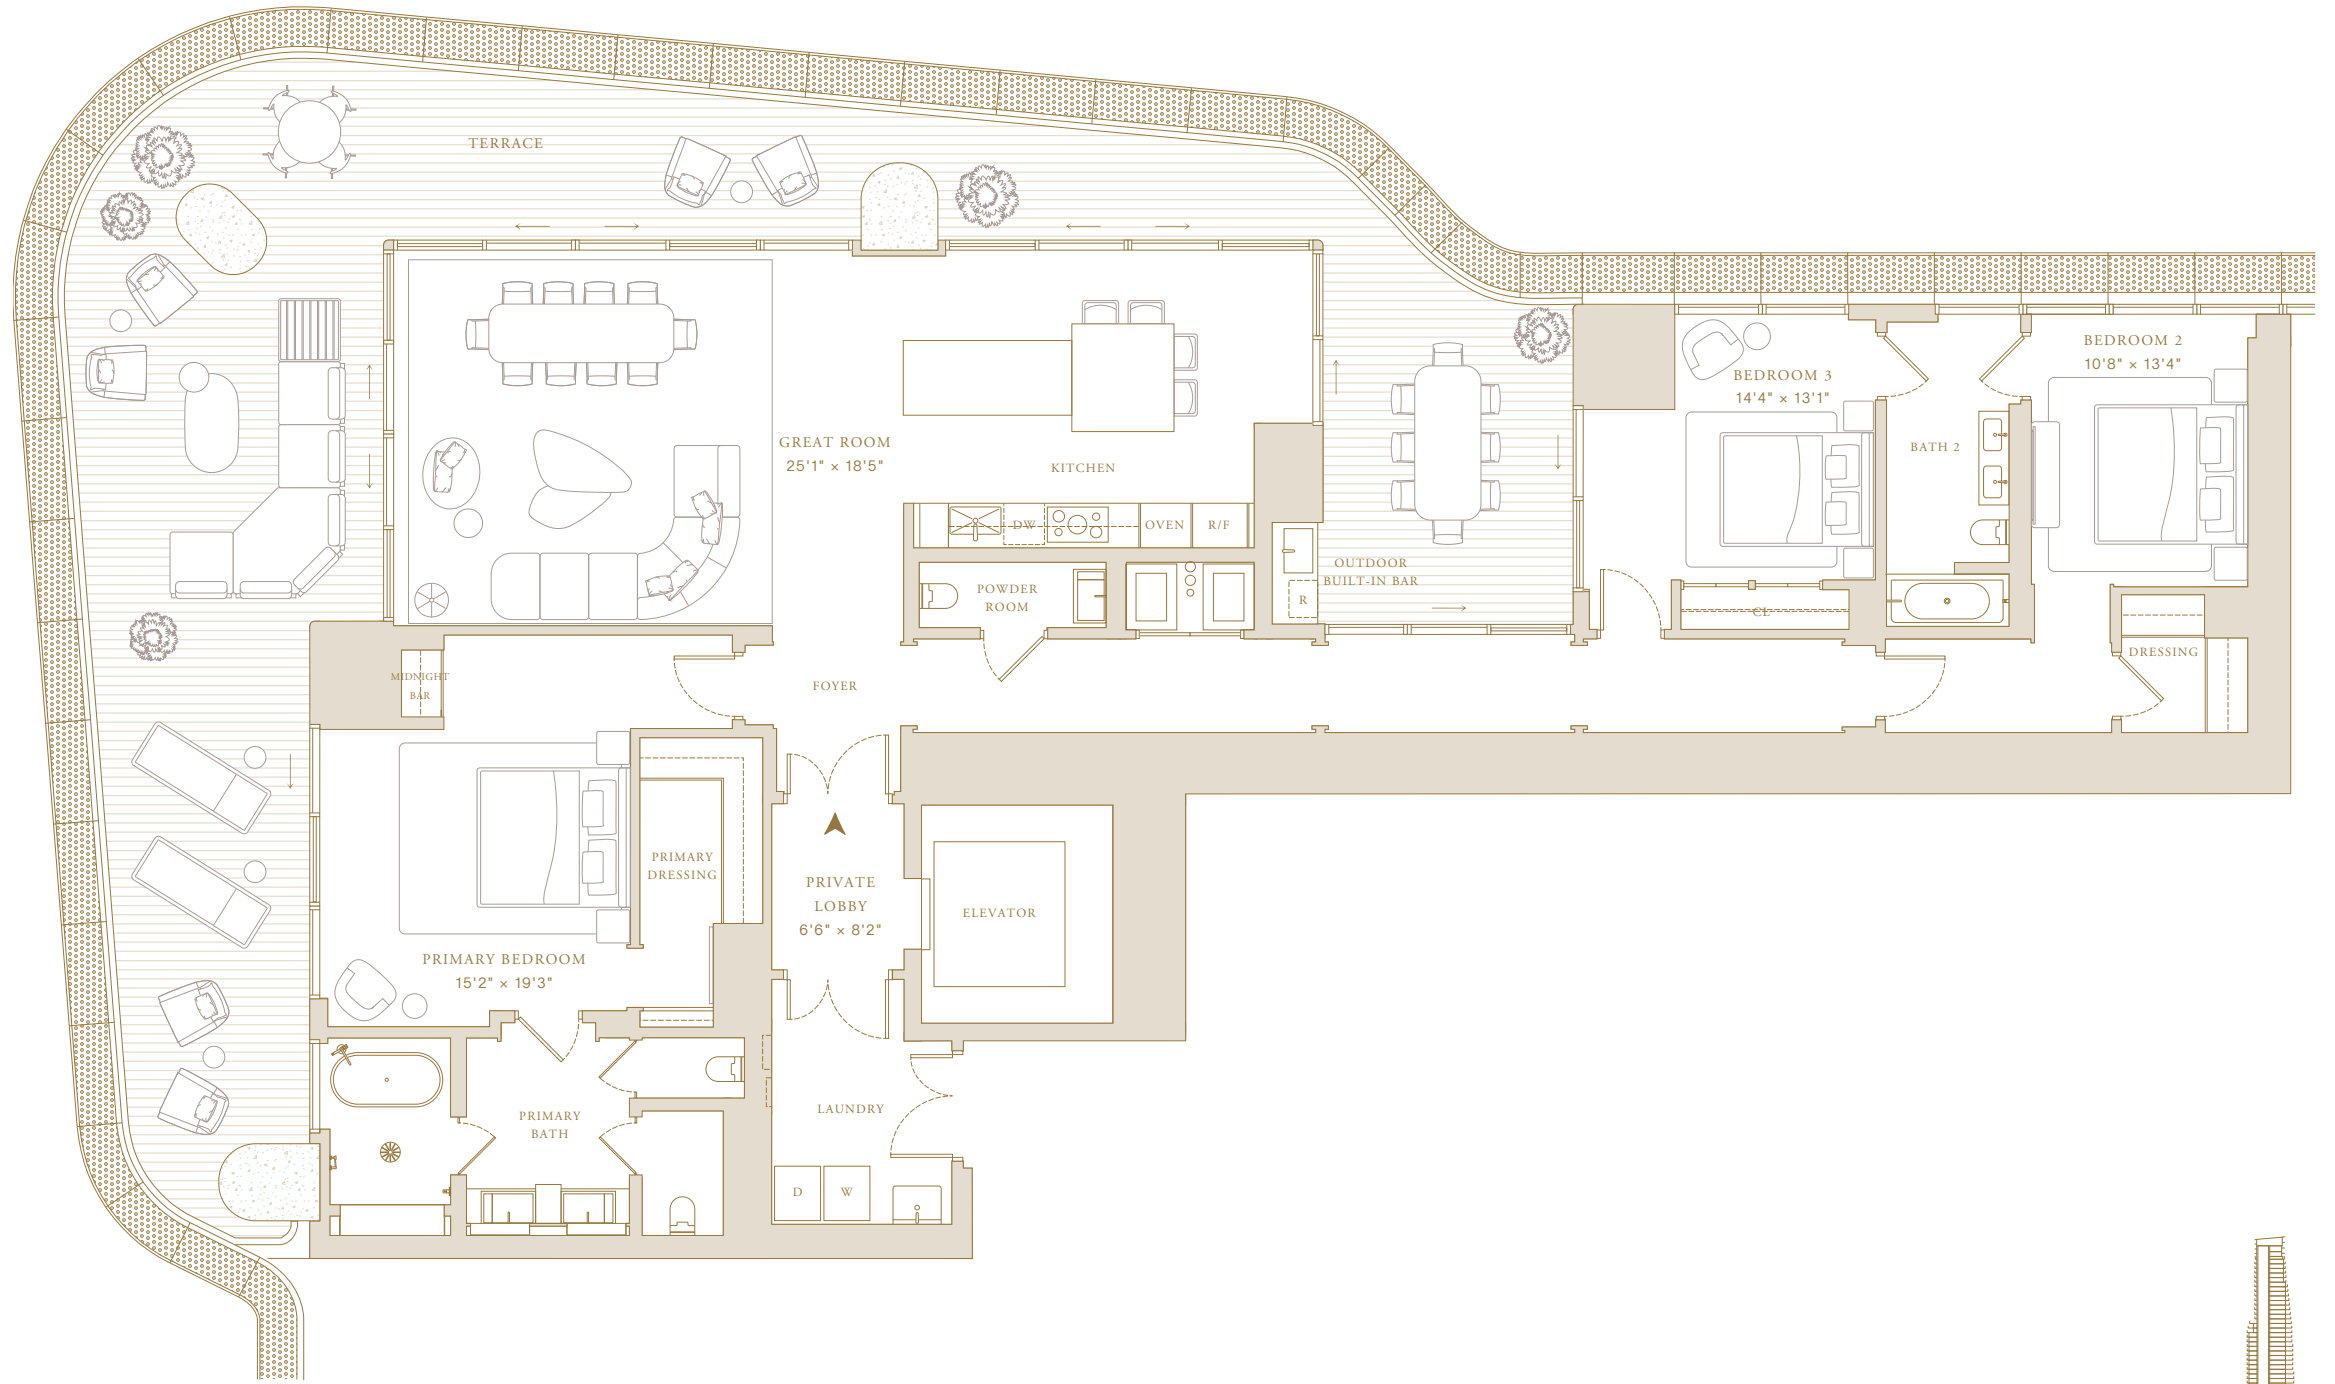 TERRACE
BEDROOM 2
10'8" × 13'4"
BEDROOM 3
14'4" × 13'1"
GREAT ROOM
25'1" × 18'5"
BATH 2
KITCHEN
DW
OVEN
R/F
OUTDOOR
BUILT-IN BAR
R
POWDER
ROOM
CL
DRESSING
MIDNIGHT
BAR
FOYER
PRIMARY
DRESSING
PRIVATE
LOBBY
6'6" × 8'2"
ELEVATOR
PRIMARY BEDROOM
15'2" × 19'3"
PRIMARY
BATH
LAUNDRY
D
W